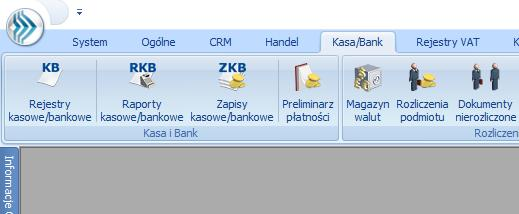 System Ogólne CRM Handel Kasa/Bank Rejestry VAT
KB RKB ZKB
Rejestry Raporty Zapisy Preliminarz Magazyn Rozliczenia Dokumenty
kasowe/bankowe kasowe/bankowe kasowe/bankowe płatności walut podmiotu nierozliczone
Kasa i Bank
Informacje